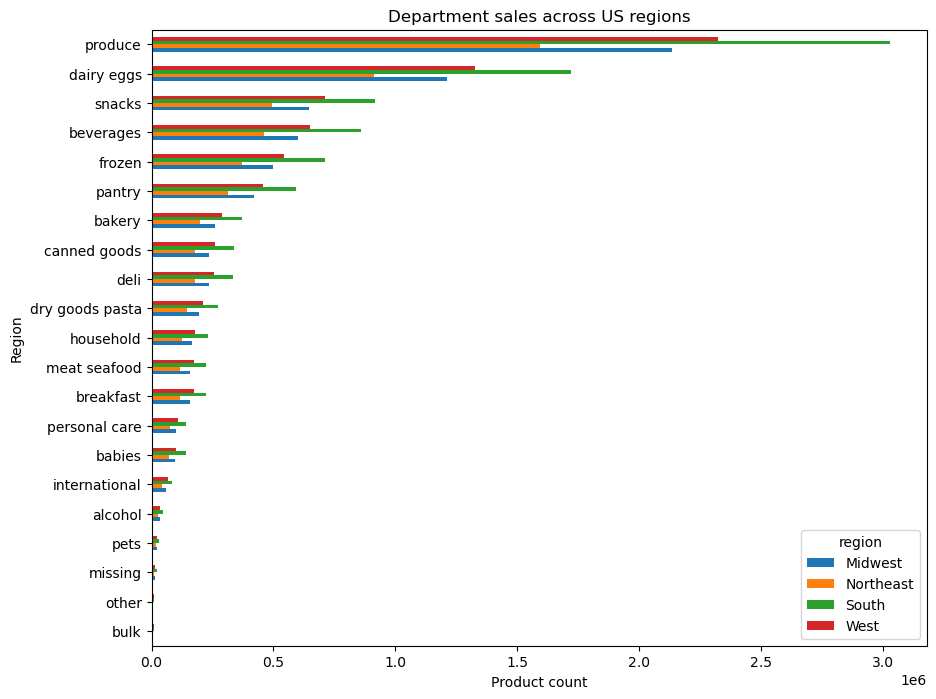 Department sales across US regions
produce
dairy eggs
snacks
beverages
frozen
pantry
bakery
canned goods
deli
dry goods pasta
household
meat seafood
breakfast
personal care
babies
international
alcohol
pets
missing
other
bulk
Region
region
Midwest
Northeast
South
West
0.0 0.5 1.0 1.5 2.0 2.5 3.0
1e6
Product count